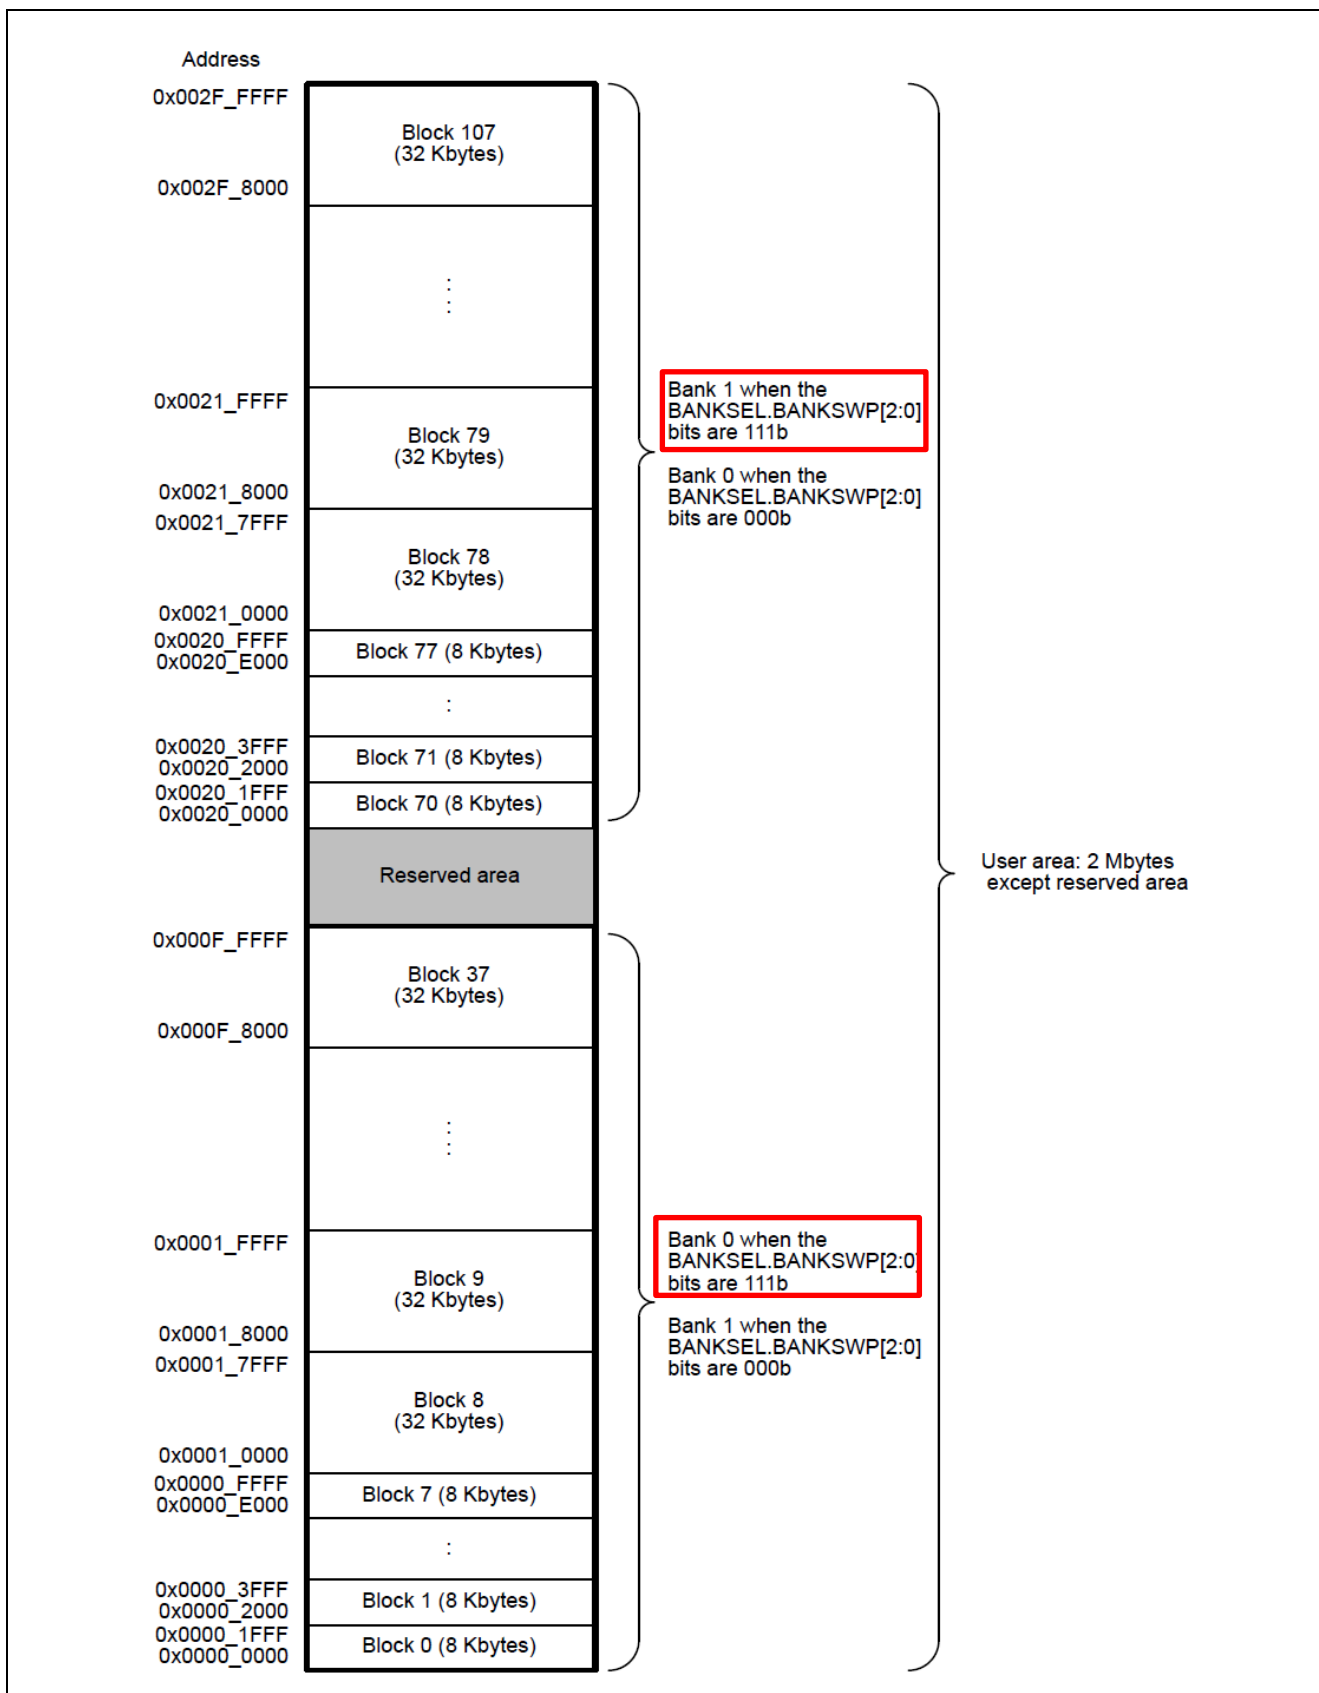 Address
0x002F_FFFF
Block 107
(32 Kbytes)
0x002F_8000
:
:
0x0021_FFFF
Block 79
(32 Kbytes)
0x0021_8000
0x0021_7FFF
Block 78
(32 Kbytes)
0x0021_0000
0x0020_FFFF
0x0020_E000
Block 77 (8 Kbytes)
:
0x0020_3FFF
0x0020_2000
Block 71 (8 Kbytes)
0x0020_1FFF
0x0020_0000
Block 70 (8 Kbytes)
Bank 1 when the
BANKSEL.BANKSWP[2:0]
bits are 111b
Bank 0 when the
BANKSEL.BANKSWP[2:0]
bits are 000b
Reserved area
User area: 2 Mbytes
except reserved area
0x000F_FFFF
Block 37
(32 Kbytes)
0x000F_8000
:
:
0x0001_FFFF
Block 9
(32 Kbytes)
0x0001_8000
0x0001_7FFF
Block 8
(32 Kbytes)
0x0001_0000
0x0000_FFFF
0x0000_E000
Block 7 (8 Kbytes)
:
0x0000_3FFF
0x0000_2000
Block 1 (8 Kbytes)
0x0000_1FFF
0x0000_0000
Block 0 (8 Kbytes)
Bank 0 when the
BANKSEL.BANKSWP[2:0]
bits are 111b
Bank 1 when the
BANKSEL.BANKSWP[2:0]
bits are 000b